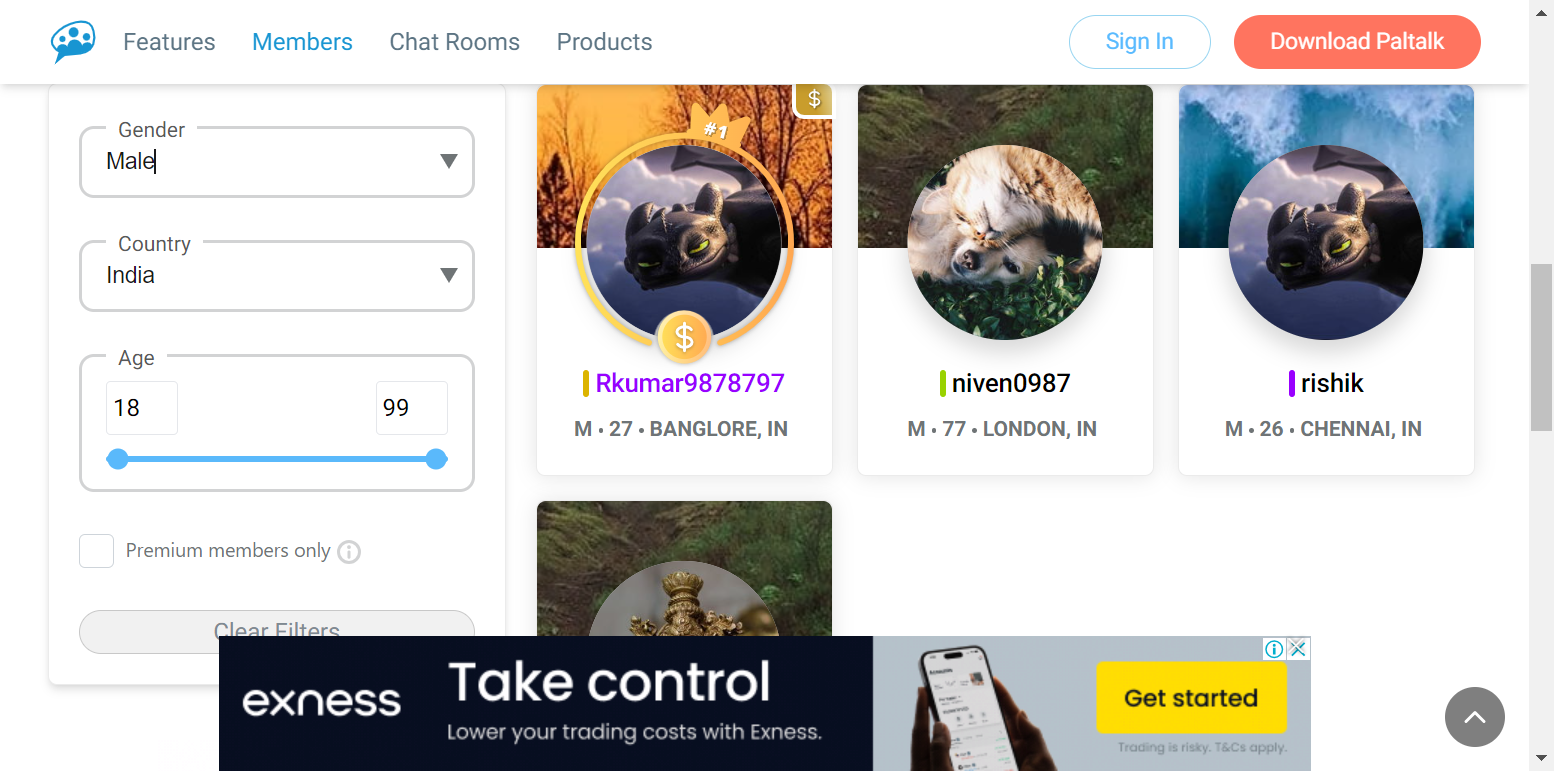 Features
Members
Chat Rooms
Products
Sign In
Download Paltalk
Gender
Male
Country
India
Age
18
99
Premium members only
Clear Filters
$
#1
$
Rkumar9878797
M • 27 • BANGLORE, IN
niven0987
M • 77 • LONDON, IN
rishik
M • 26 • CHENNAI, IN
exness
Take control
Lower your trading costs with Exness.
Get started
Trading is risky. T&Cs apply.